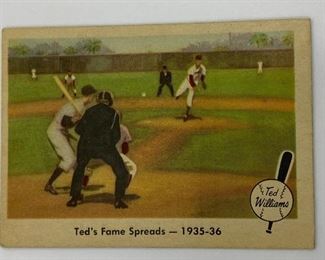 Ted's Fame Spreads — 1935-36
Ted
Williams